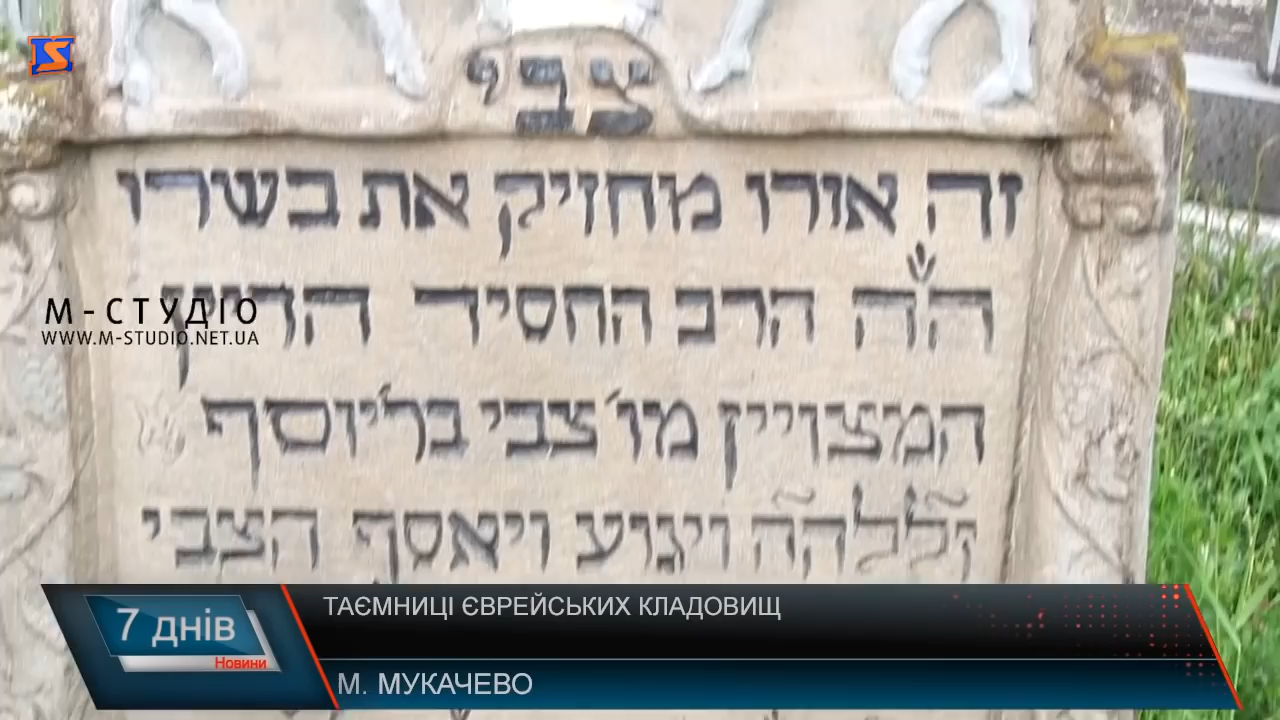 צבי
זה אורו מחזיק את בשרו
ה״ה הרב החסיד הדיין
המצויין מו׳ צבי בר׳ יוסף
זללה״ה ויגוע ויאסף הצבי
М-СТУДІО
WWW.M-STUDIO.NET.UA
7 днів
Новини
ТАЄМНИЦІ ЄВРЕЙСЬКИХ КЛАДОВИЩ
М. МУКАЧЕВО